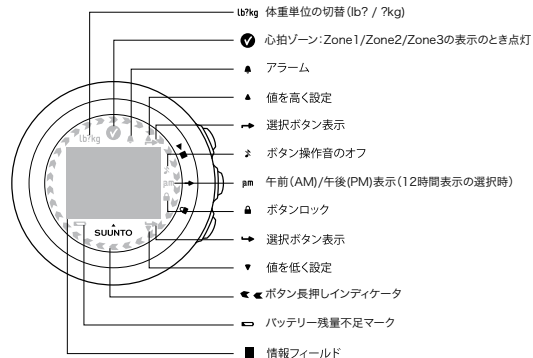 lb?kg 体重単位の切替(lb? / ?kg)
心拍ゾーン:Zone1/Zone2/Zone3の表示のとき点灯
アラーム
値を高く設定
選択ボタン表示
ボタン操作音のオフ
pm 午前(AM)/午後(PM)表示(12時間表示の選択時)
ボタンロック
選択ボタン表示
値を低く設定
ボタン長押しインディケータ
バッテリー残量不足マーク
情報フィールド
lb?kg
pm
SUUNTO